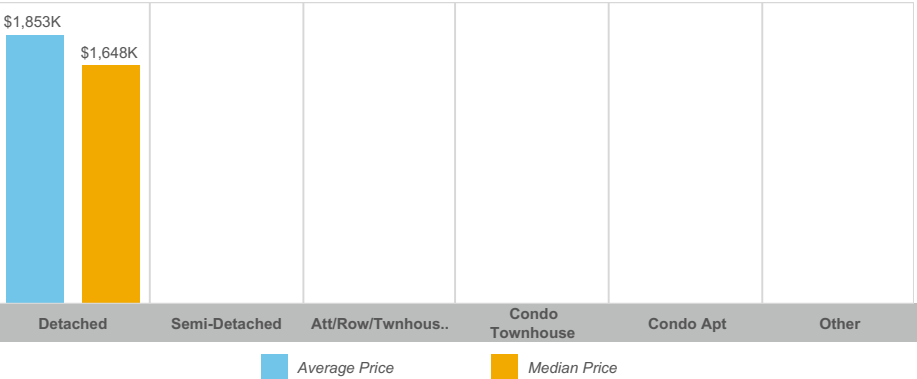 $1,853K
$1,648K
Detached
Semi-Detached
Att/Row/Twnhous..
Condo
Townhouse
Condo Apt
Other
Average Price
Median Price